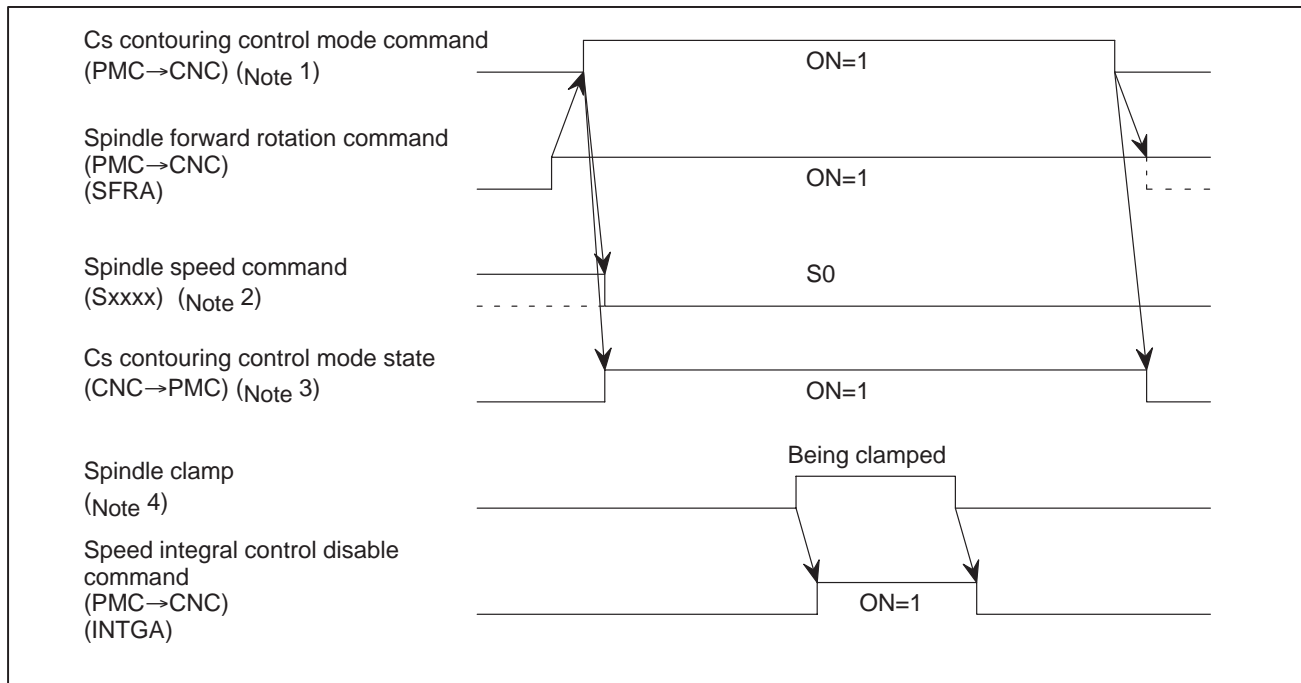 Cs contouring control mode command
(PMC→CNC) (Note 1)
ON=1
Spindle forward rotation command
(PMC→CNC)
(SFRA)
ON=1
Spindle speed command
(Sxxxx) (Note 2)
S0
Cs contouring control mode state
(CNC→PMC) (Note 3)
ON=1
Spindle clamp
(Note 4)
Being clamped
Speed integral control disable
command
(PMC→CNC)
(INTGA)
ON=1